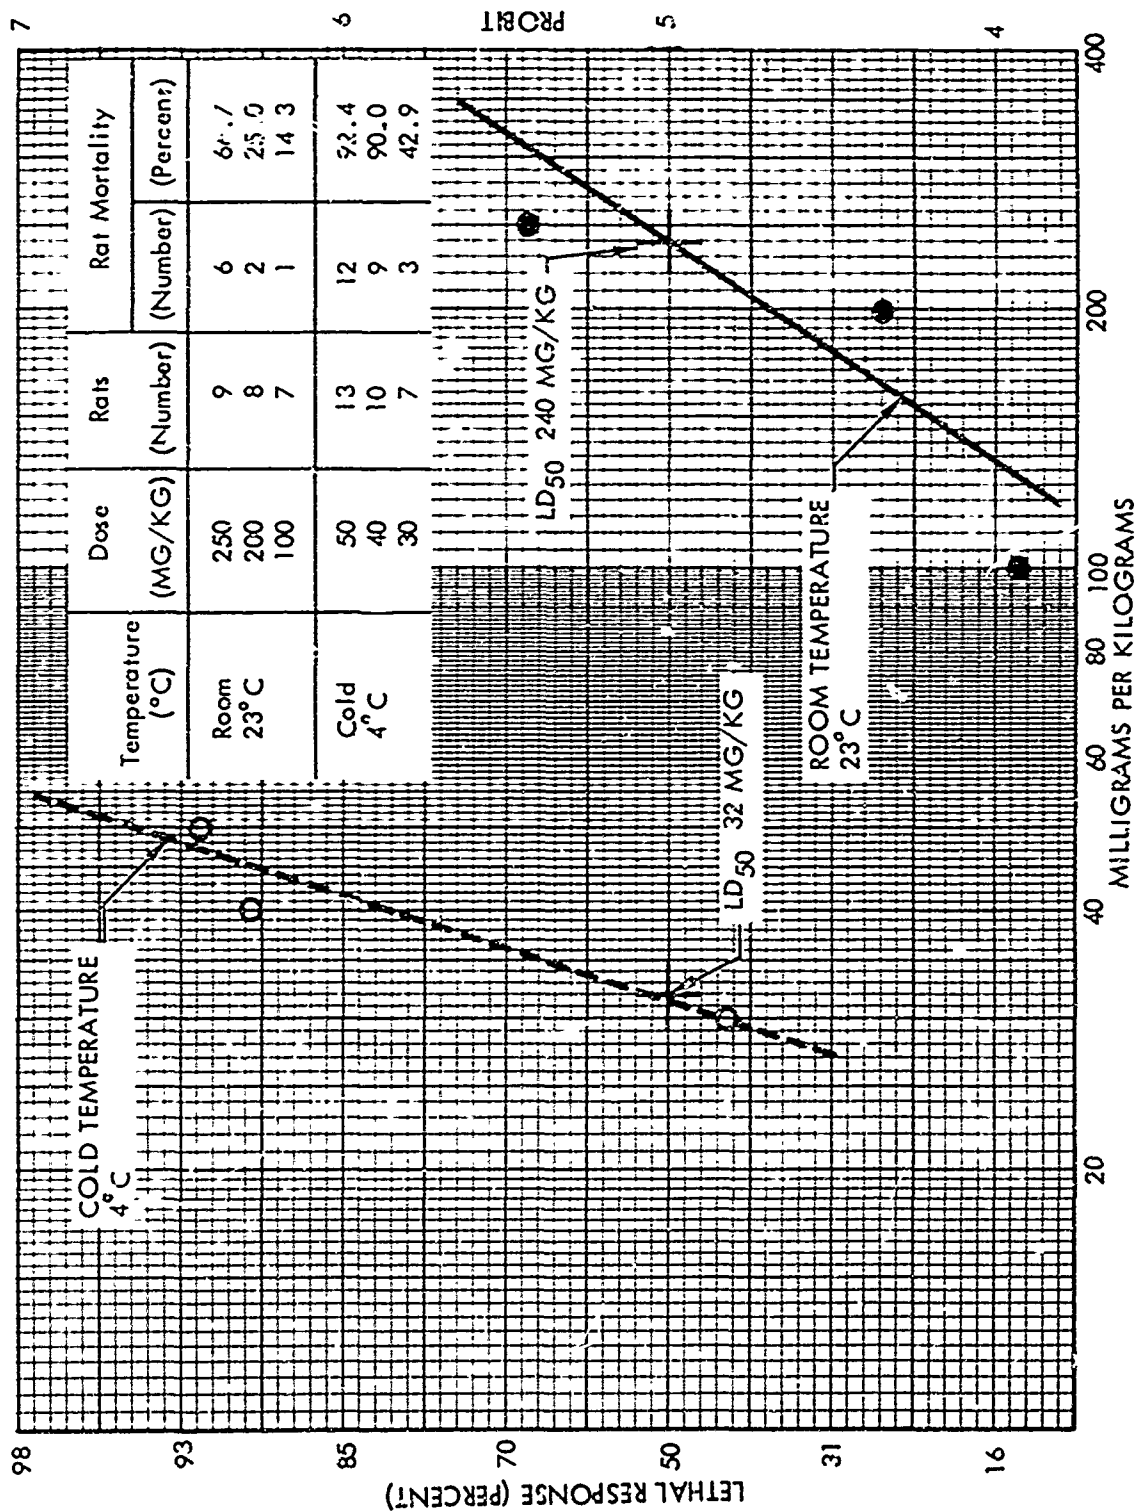 7
6
PROBIT
5
4
Temperature
(°C)
Dose
(MG/KG)
Rats
(Number)
Rat Mortality
(Number)
(Percent)
Room
23°C
250 9 6
200 8 2 25.0
100 7 1 14 3
Cold
4°C
50 13 12
40 10 9 90.0
30 7 3 42.9
COLD TEMPERATURE
4°C
LD50 240 MG/KG
LD50 32 MG/KG
ROOM TEMPERATURE
23°C
98
93
85
70
50
31
16
LETHAL RESPONSE (PERCENT)
20
40
60
80
100
200
400
MILLIGRAMS PER KILOGRAMS